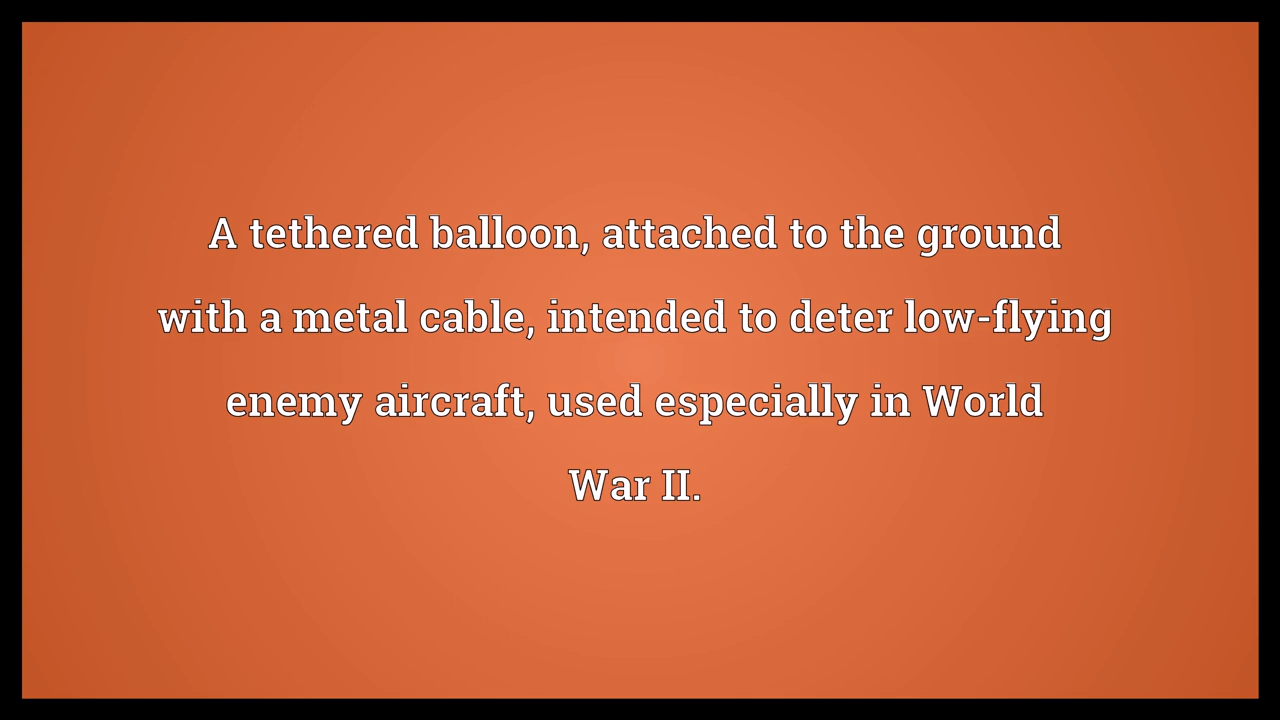 A tethered balloon, attached to the ground
with a metal cable, intended to deter low-flying
enemy aircraft, used especially in World
War II.